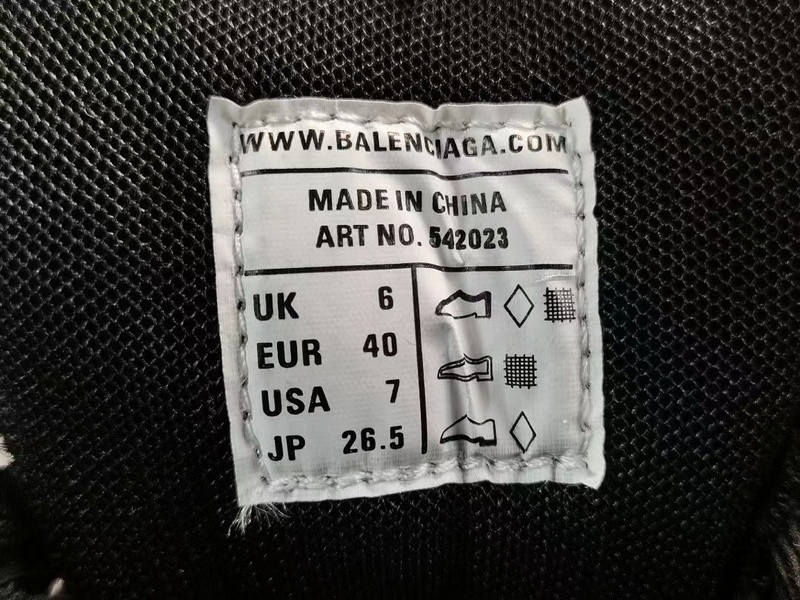 WWW.BALENCIAGA.COM
MADE IN CHINA
ART NO. 542023
UK 6
EUR 40
USA 7
JP 26.5